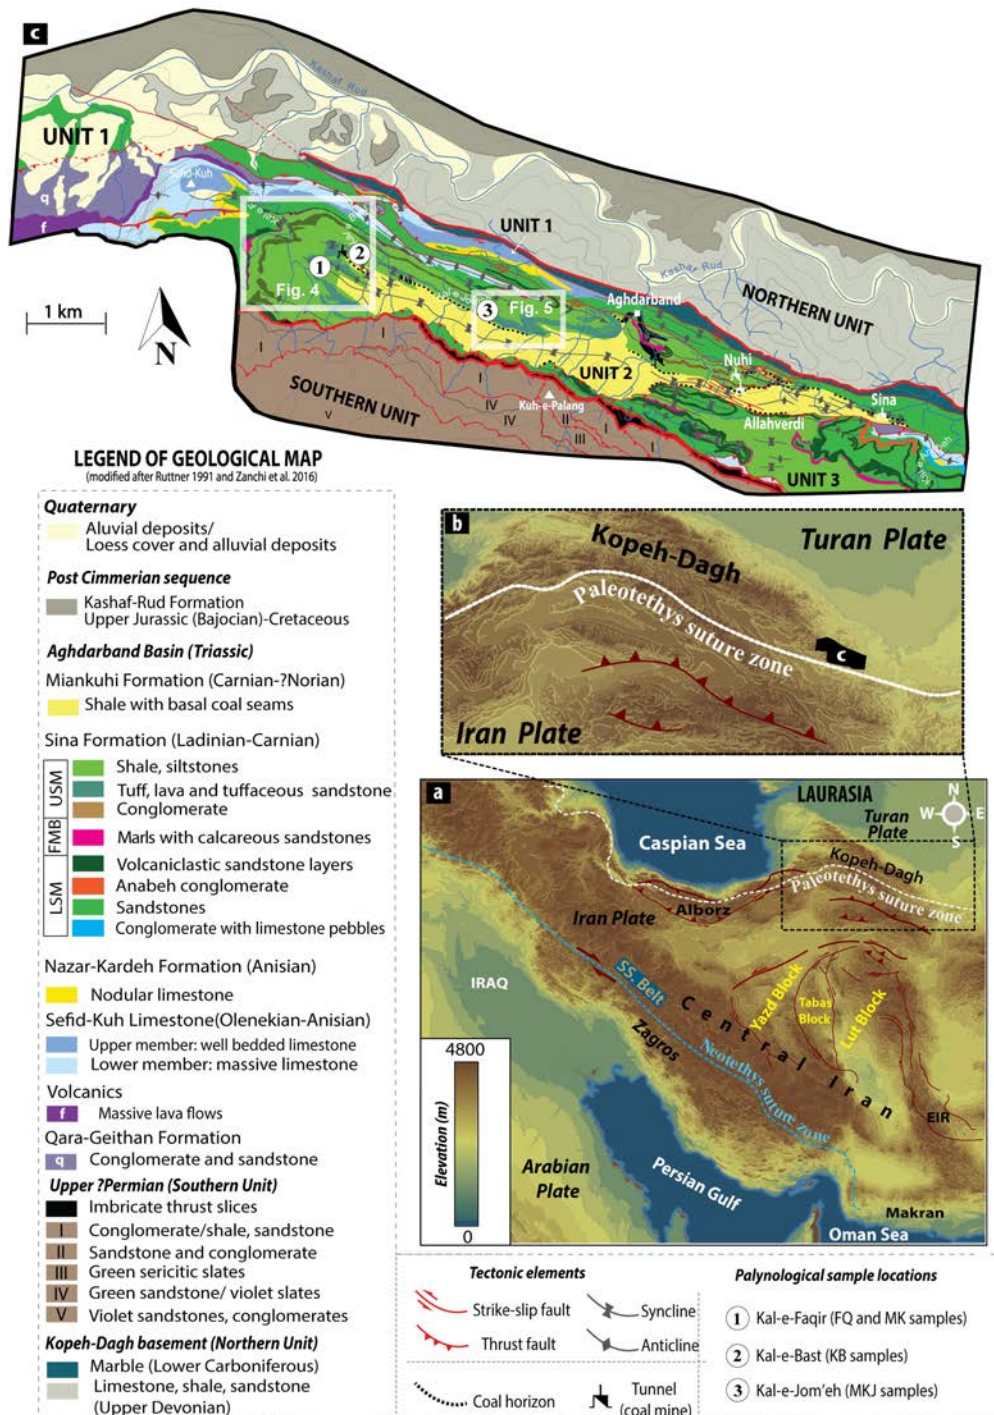 c
Kashaf Rud
UNIT 1
Sefid-Kuh
q
f
UNIT 1
1
2
Fig. 4
3
Fig. 5
Kashaf Rud
Aghdarband
NORTHERN UNIT
1 km
N
UNIT 2
Nuhi
Sina
SOUTHERN UNIT
Kuh-e-Palang
Allahverdi
UNIT 3
I
I
I
IV
IV
II
III
I
I
V
LEGEND OF GEOLOGICAL MAP
(modified after Ruttner 1991 and Zanchi et al. 2016)
Quaternary
Aluvial deposits/
Loess cover and alluvial deposits
Post Cimmerian sequence
Kashaf-Rud Formation
Upper Jurassic (Bajocian)-Cretaceous
Aghdarband Basin (Triassic)
Miankuhi Formation (Carnian-?Norian)
Shale with basal coal seams
Sina Formation (Ladinian-Carnian)
USM
Shale, siltstones
Tuff, lava and tuffaceous sandstone
Conglomerate
FMB
Marls with calcareous sandstones
LSM
Volcaniclastic sandstone layers
Anabeh conglomerate
Sandstones
Conglomerate with limestone pebbles
Nazar-Kardeh Formation (Anisian)
Nodular limestone
Sefid-Kuh Limestone(Olenekian-Anisian)
Upper member: well bedded limestone
Lower member: massive limestone
Volcanics
f Massive lava flows
Qara-Geithan Formation
q Conglomerate and sandstone
Upper ?Permian (Southern Unit)
Imbricate thrust slices
I Conglomerate/shale, sandstone
II Sandstone and conglomerate
III Green sericitic slates
IV Green sandstone/ violet slates
V Violet sandstones, conglomerates
Kopeh-Dagh basement (Northern Unit)
Marble (Lower Carboniferous)
Limestone, shale, sandstone
(Upper Devonian)
b
Kopeh-Dagh
Turan Plate
Paleotethys suture zone
c
Iran Plate
a
LAURASIA
N
W E
S
Turan
Plate
Caspian Sea
Kopeh-Dagh
Paleotethys suture zone
Iran Plate
Alborz
IRAQ
SS. Belt
Yazd Block
Tabas
Block
Lut Block
Central Iran
Zagros
Neotethys suture zone
4800
Elevation (m)
0
EIR
Arabian
Plate
Persian Gulf
Makran
Oman Sea
Tectonic elements
Strike-slip fault
Syncline
Thrust fault
Anticline
Coal horizon
Tunnel
(coal mine)
Palynological sample locations
1 Kal-e-Faqir (FQ and MK samples)
2 Kal-e-Bast (KB samples)
3 Kal-e-Jom'eh (MKJ samples)